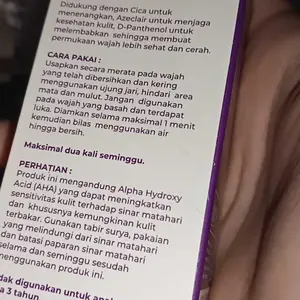 Didukung dengan Cica untuk
menenangkan, Azeclair untuk menjaga
kesehatan kulit, D-Panthenol untuk
melembabkan sehingga membuat
permukaan wajah lebih sehat dan cerah.
CARA PAKAI :
Usapkan secara merata pada wajah
yang telah dibersihkan dan kering
menggunakan ujung jari, hindari area
mata dan mulut. Jangan digunakan
pada wajah yang basah dan terdapat
luka. Diamkan selama maksimal 1 menit
kemudian bilas menggunakan air
hingga bersih.
Maksimal dua kali seminggu.
PERHATIAN :
Produk ini mengandung Alpha Hydroxy
Acid (AHA) yang dapat meningkatkan
sensitivitas kulit terhadap sinar matahari
dan khususnya kemungkinan kulit
terbakar. Gunakan tabir surya, pakaian
yang melindungi dari sinar matahari
dan batasi paparan sinar matahari
selama dan seminggu sesudah
menggunakan produk ini.
dak digunakan untuk
a 3 tahun